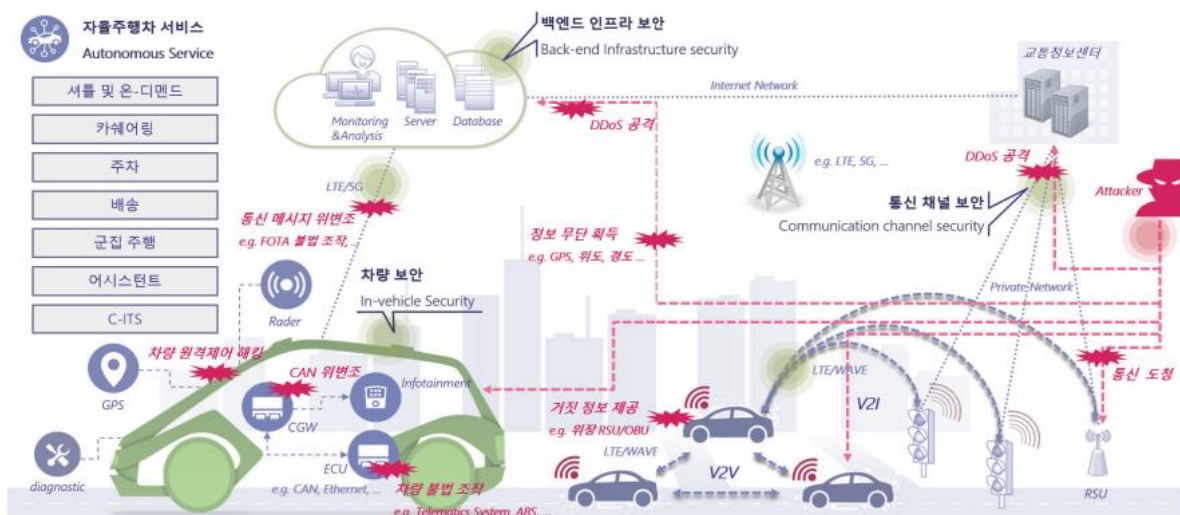 자율주행차 서비스
Autonomous Service
셔틀 및 온-디멘드
카쉐어링
주차
배송
군집 주행
어시스턴트
C-ITS
백엔드 인프라 보안
Back-end Infrastructure security
Monitoring
&Analysis
Server
Database
Internet Network
교통정보센터
DDoS 공격
e.g. LTE, 5G, ...
DDoS 공격
Attacker
통신 채널 보안
Communication channel security
LTE/5G
통신 메시지 위변조
e.g. FOTA 불법 조작, ...
정보 무단 획득
e.g. GPS, 위도, 경도 ...
차량 보안
In-vehicle Security
Private Network
Rader
차량 원격제어 해킹
GPS
CAN 위변조
Infotainment
CGW
LTE/WAVE
통신 도청
거짓 정보 제공
e.g. 위장 RSU/OBU
V2I
LTE/WAVE
V2V
diagnostic
ECU
e.g. CAN, Ethernet, ...
차량 불법 조작
e.g. Telematics System, ABS, ...
RSU